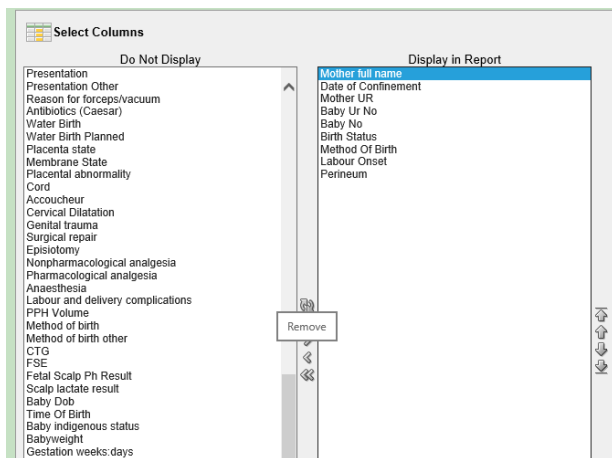 Select Columns
Do Not Display
Presentation
Presentation Other
Reason for forceps/vacuum
Antibiotics (Caesar)
Water Birth
Water Birth Planned
Placenta state
Membrane State
Placental abnormality
Cord
Accoucheur
Cervical Dilatation
Genital trauma
Surgical repair
Episiotomy
Nonpharmacological analgesia
Pharmacological analgesia
Anaesthesia
Labour and delivery complications
PPH Volume
Method of birth
Method of birth other
CTG
FSE
Fetal Scalp Ph Result
Scalp lactate result
Baby Dob
Time Of Birth
Baby indigenous status
Babyweight
Gestation weeks:days
Remove
Display in Report
Mother full name
Date of Confinement
Mother UR
Baby Ur No
Baby No
Birth Status
Method Of Birth
Labour Onset
Perineum